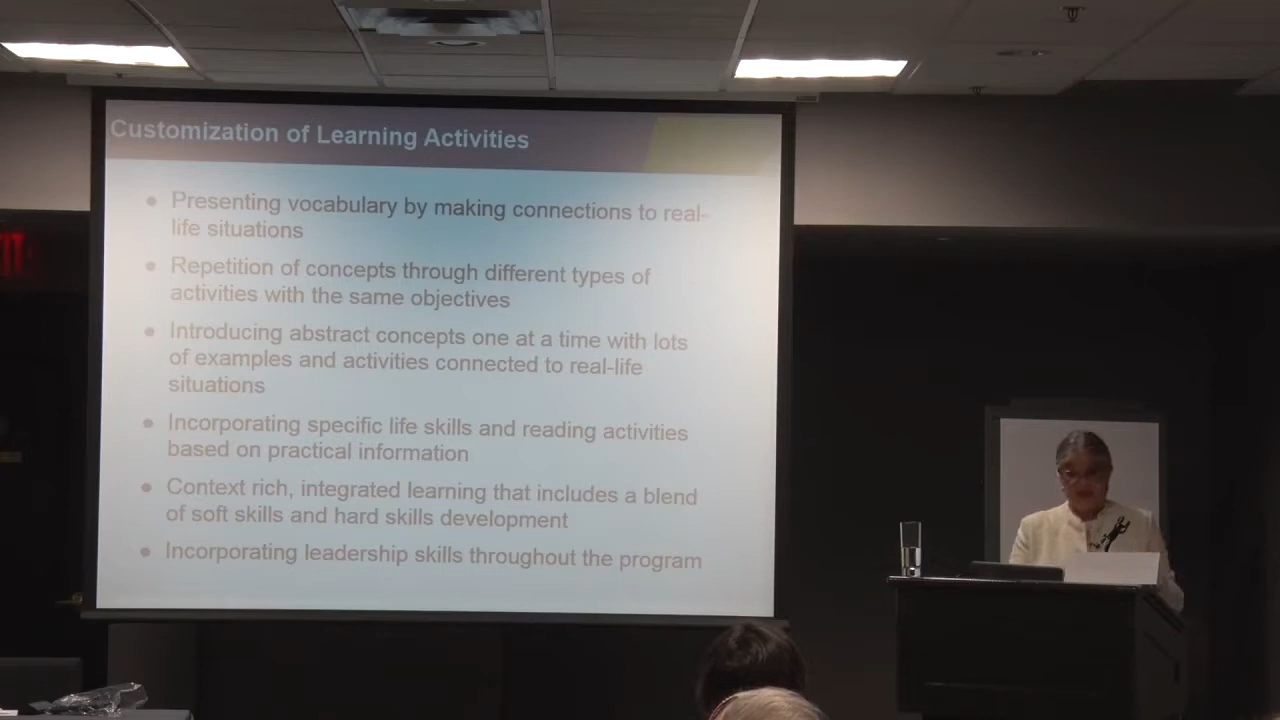 Customization of Learning Activities
• Presenting vocabulary by making connections to real-
life situations
• Repetition of concepts through different types of
activities with the same objectives
• Introducing abstract concepts one at a time with lots
of examples and activities connected to real-life
situations
• Incorporating specific life skills and reading activities
based on practical information
• Context rich, integrated learning that includes a blend
of soft skills and hard skills development
• Incorporating leadership skills throughout the program